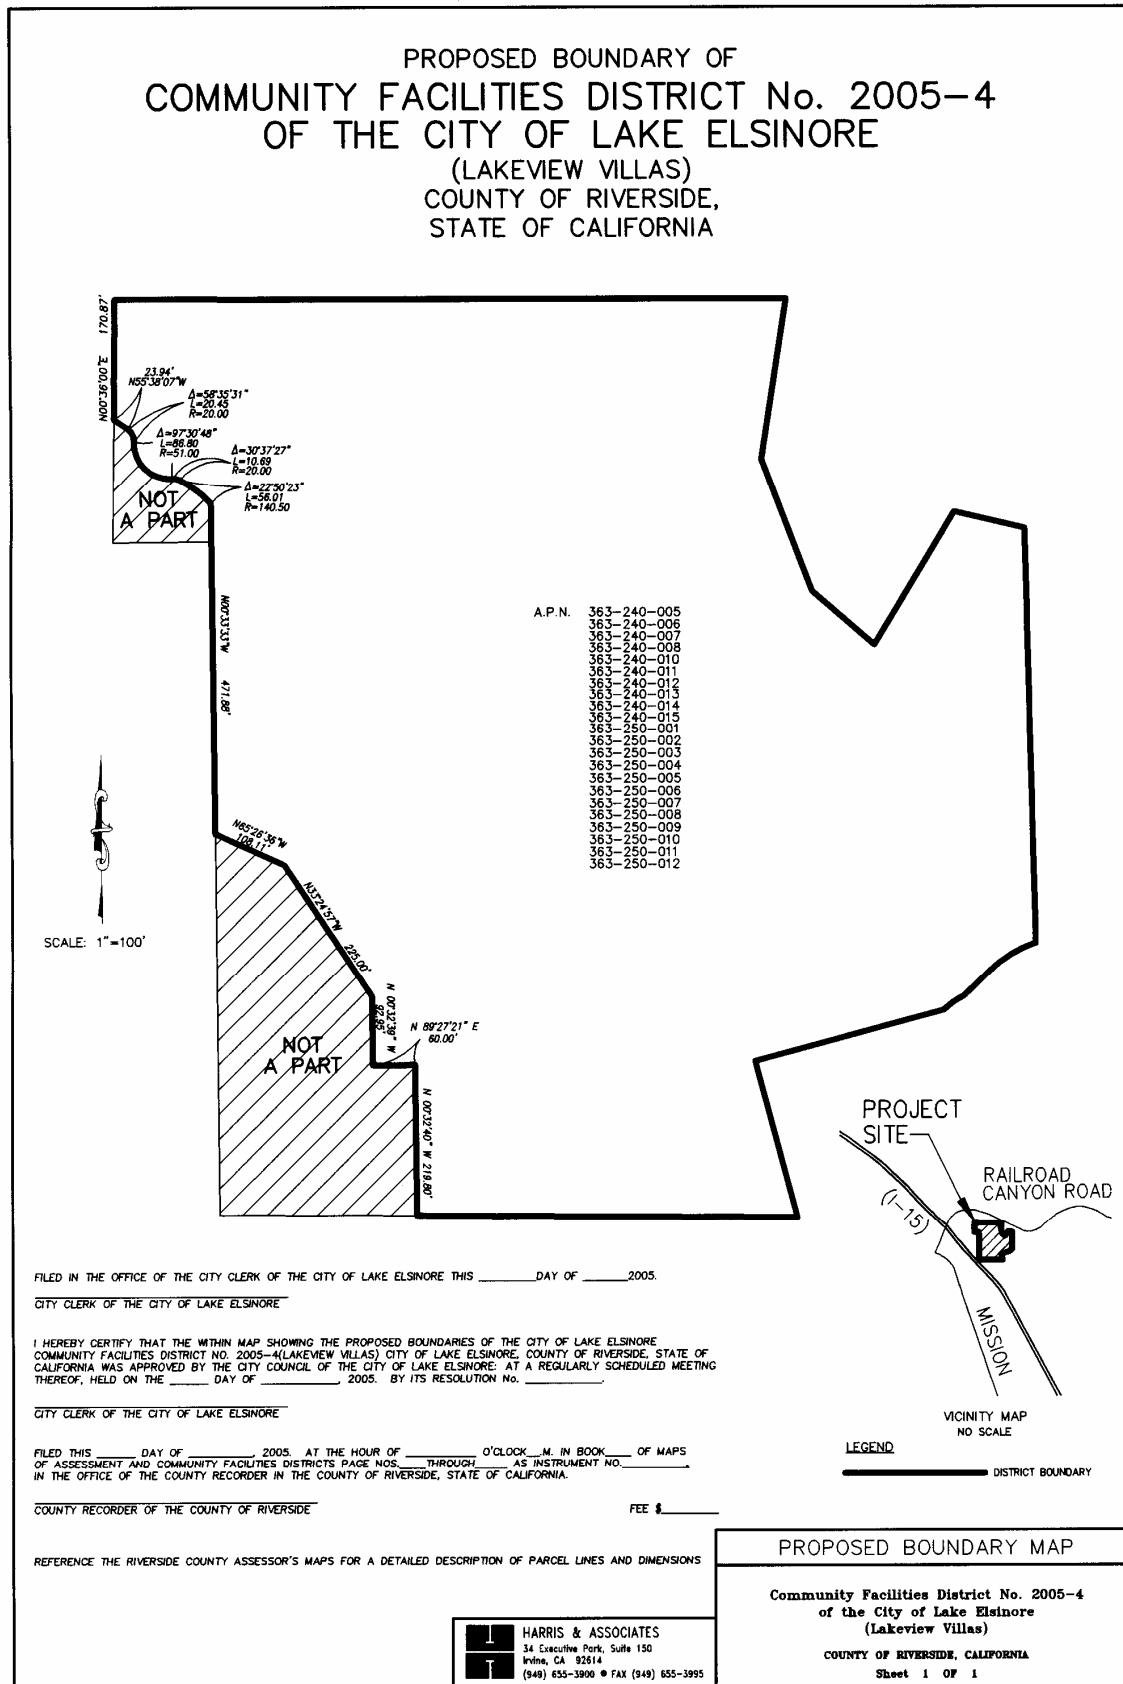 PROPOSED BOUNDARY OF
COMMUNITY FACILITIES DISTRICT No. 2005-4
OF THE CITY OF LAKE ELSINORE
(LAKEVIEW VILLAS)
COUNTY OF RIVERSIDE,
STATE OF CALIFORNIA
N00°36'00"E 170.87'
23.94'
N55°38'07"W
Δ=58°35'31"
L=20.45
R=20.00
Δ=97°30'48"
L=86.80
R=51.00
Δ=30°37'27"
L=10.69
R=20.00
Δ=22°50'23"
L=56.01
R=140.50
NOT
A PART
N00°33'33"W 471.88'
A.P.N. 363-240-005
363-240-006
363-240-007
363-240-008
363-240-010
363-240-011
363-240-012
363-240-013
363-240-014
363-240-015
363-250-001
363-250-002
363-250-003
363-250-004
363-250-005
363-250-006
363-250-007
363-250-008
363-250-009
363-250-010
363-250-011
363-250-012
SCALE: 1"=100'
N65°26'36"W
108.11'
N33°24'57"W 225.00'
N 00°32'39" W
92.95'
N 89°27'21" E
60.00'
NOT
A PART
N 00°32'40" W 219.80'
PROJECT
SITE
RAILROAD
CANYON ROAD
(I-15)
MISSION
VICINITY MAP
NO SCALE
LEGEND
DISTRICT BOUNDARY
FILED IN THE OFFICE OF THE CITY CLERK OF THE CITY OF LAKE ELSINORE THIS ________DAY OF ______2005.
CITY CLERK OF THE CITY OF LAKE ELSINORE
I HEREBY CERTIFY THAT THE WITHIN MAP SHOWING THE PROPOSED BOUNDARIES OF THE CITY OF LAKE ELSINORE
COMMUNITY FACILITIES DISTRICT NO. 2005-4(LAKEVIEW VILLAS) CITY OF LAKE ELSINORE, COUNTY OF RIVERSIDE, STATE OF
CALIFORNIA WAS APPROVED BY THE CITY COUNCIL OF THE CITY OF LAKE ELSINORE: AT A REGULARLY SCHEDULED MEETING
THEREOF, HELD ON THE _____ DAY OF __________, 2005. BY ITS RESOLUTION No. __________.
CITY CLERK OF THE CITY OF LAKE ELSINORE
FILED THIS _____ DAY OF ________, 2005. AT THE HOUR OF _________ O'CLOCK__.M. IN BOOK___ OF MAPS
OF ASSESSMENT AND COMMUNITY FACILITIES DISTRICTS PAGE NOS.____THROUGH_____ AS INSTRUMENT NO.________,
IN THE OFFICE OF THE COUNTY RECORDER IN THE COUNTY OF RIVERSIDE, STATE OF CALIFORNIA.
COUNTY RECORDER OF THE COUNTY OF RIVERSIDE
FEE $_______
REFERENCE THE RIVERSIDE COUNTY ASSESSOR'S MAPS FOR A DETAILED DESCRIPTION OF PARCEL LINES AND DIMENSIONS
HARRIS & ASSOCIATES
34 Executive Park, Suite 150
Irvine, CA 92614
(949) 655-3900 ● FAX (949) 655-3995
PROPOSED BOUNDARY MAP
Community Facilities District No. 2005-4
of the City of Lake Elsinore
(Lakeview Villas)
COUNTY OF RIVERSIDE, CALIFORNIA
Sheet 1 OF 1